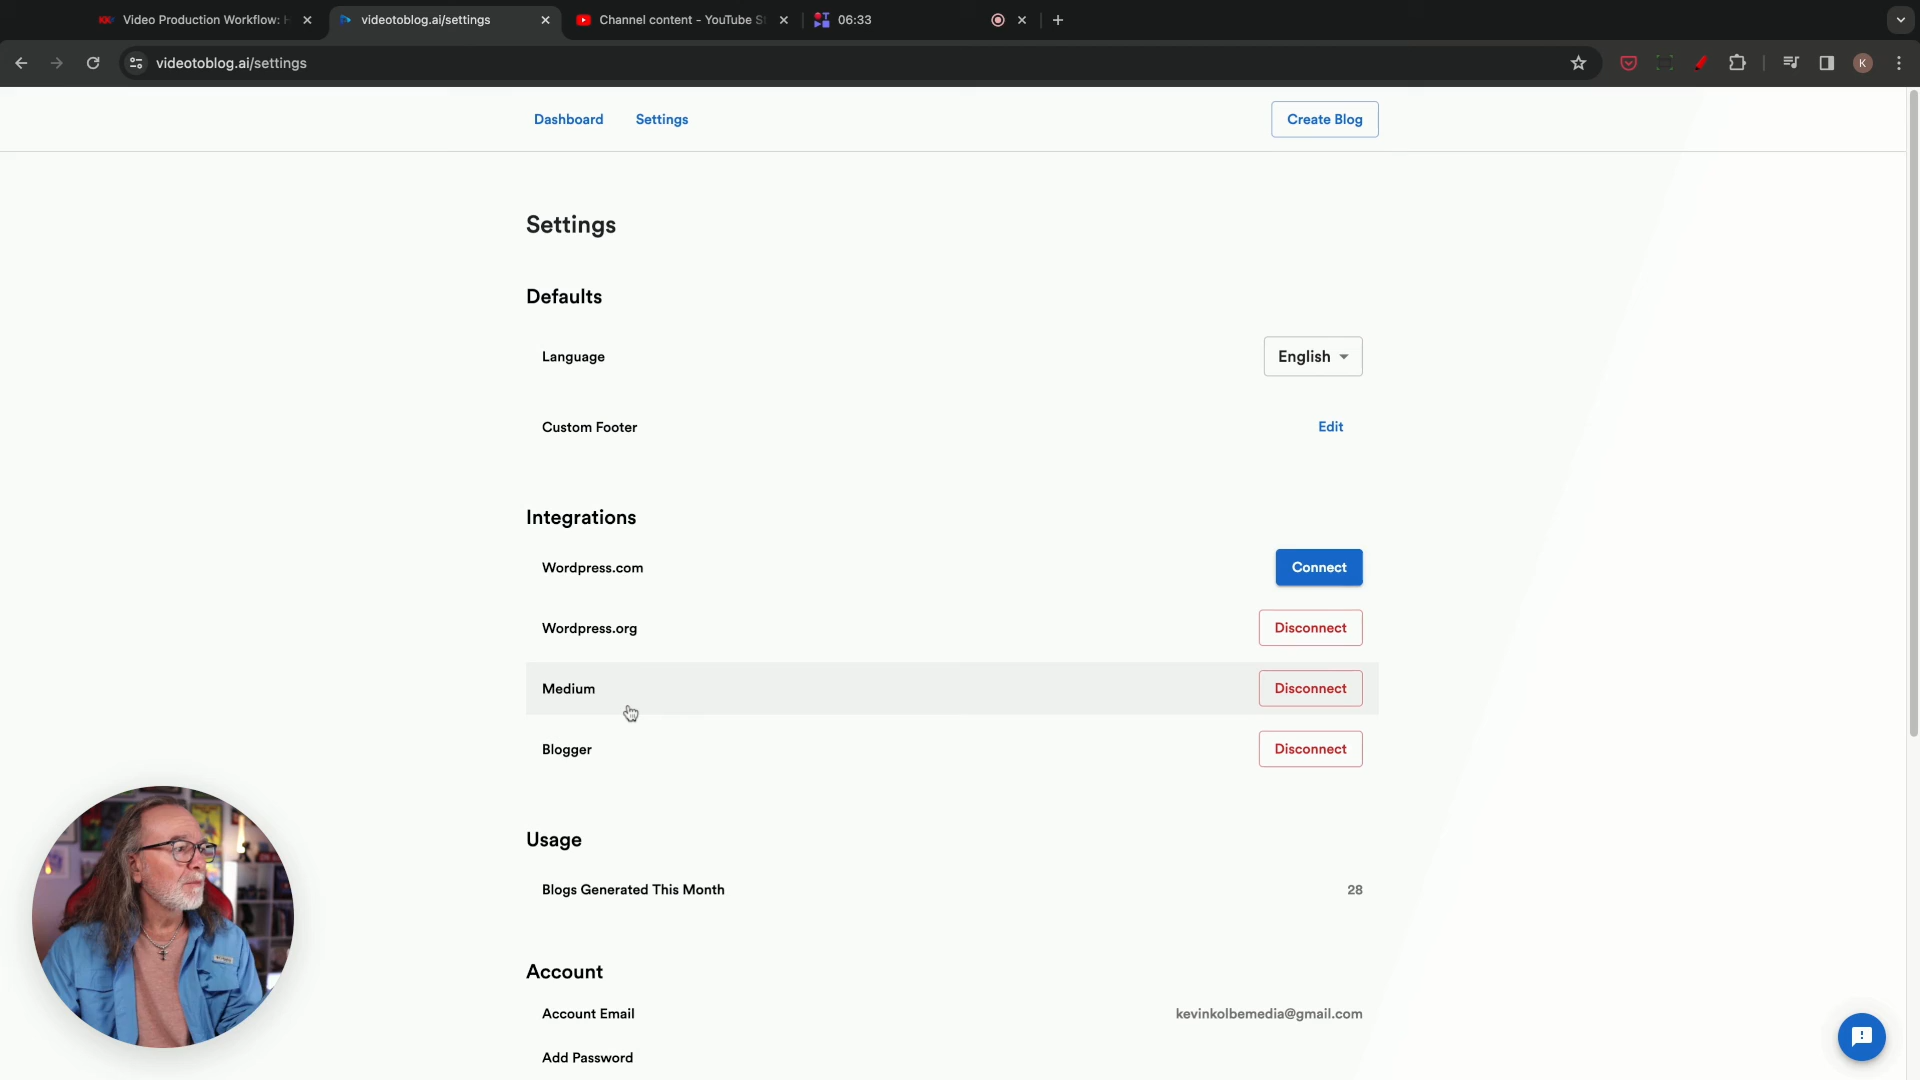 Video Production Workflow: H
videotoblog.ai/settings
Channel content - YouTube S
06:33
videotoblog.ai/settings
K
Dashboard
Settings
Create Blog
Settings
Defaults
Language
English
Custom Footer
Edit
Integrations
Wordpress.com
Connect
Wordpress.org
Disconnect
Medium
Disconnect
Blogger
Disconnect
Usage
Blogs Generated This Month
28
Account
Account Email
kevinkolbemedia@gmail.com
Add Password